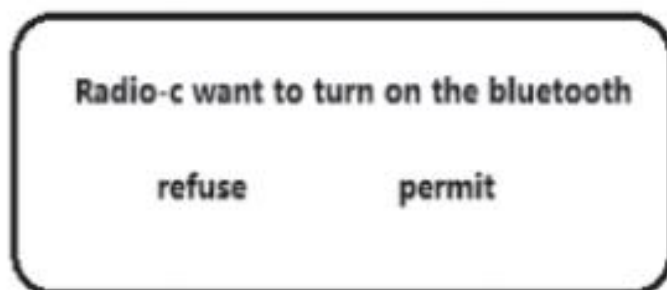 Radio-c want to turn on the bluetooth
refuse permit